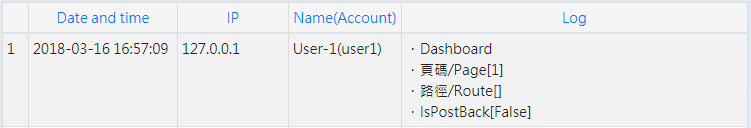 Date and time IP Name(Account) Log
1 2018-03-16 16:57:09 127.0.0.1 User-1(user1) · Dashboard
· 頁碼/Page[1]
· 路徑/Route[]
· IsPostBack[False]